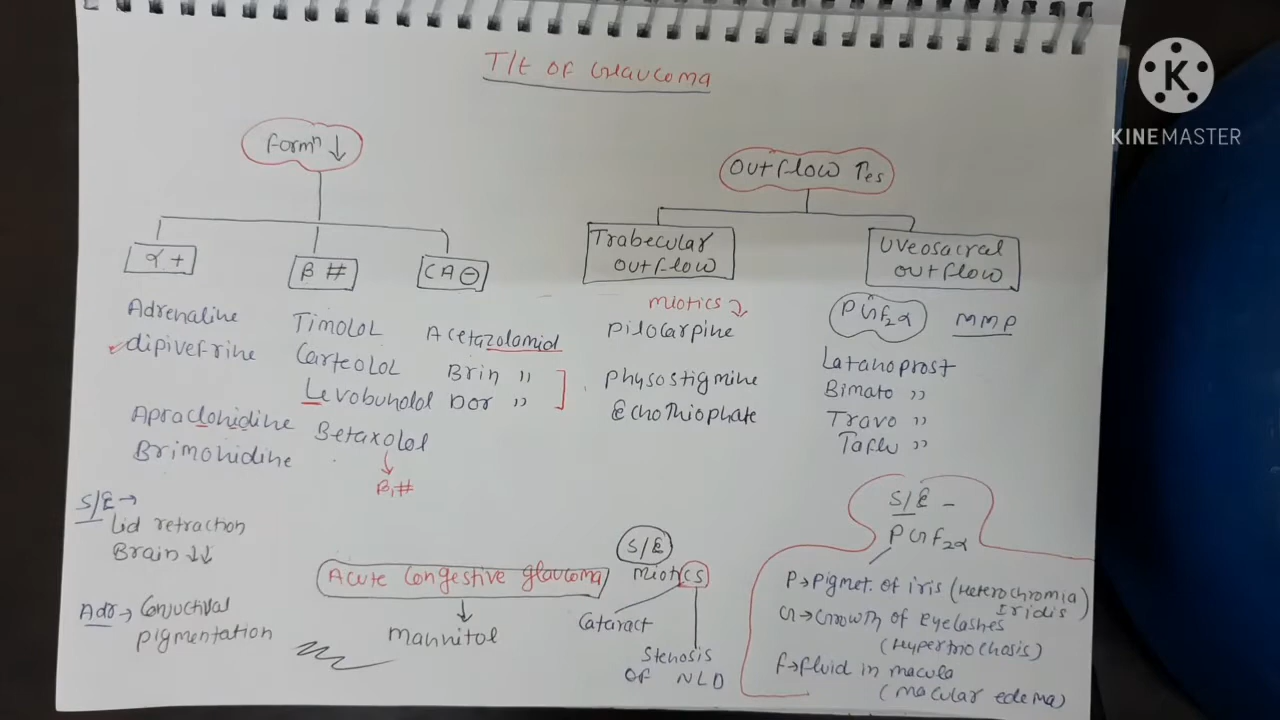 T/t OF GLAUCOMA
KINEMASTER
Formⁿ ↓
α +
β #
CA ⊖
Adrenaline
dipivefrine
Apraclonidine
Brimonidine
Timolol
Carteolol
Levobunolol
Betaxolol
β₁#
Acetazolamid
Brin "
Dor "
S/E →
Lid retraction
Brain ↓↓
Adr → Conjuctival
pigmentation
Acute Congestive glaucoma
Mannitol
OUTFLOW ↑es
Trabecular
OUTFLOW
Miotics
Pilocarpine
Physostigmine
Echothiophate
Uveosacral
OUTFLOW
PGF₂α MMP
Latanoprost
Bimato "
Travo "
Taflu "
S/E
Miotics
Cataract
Stenosis
OF NLD
S/E -
PGF₂α
P→Pigmet. of iris (Heterochromia
Iridis)
G→Growth of Eyelashes
(Hypertrichosis)
F→Fluid in macula
(macular edema)